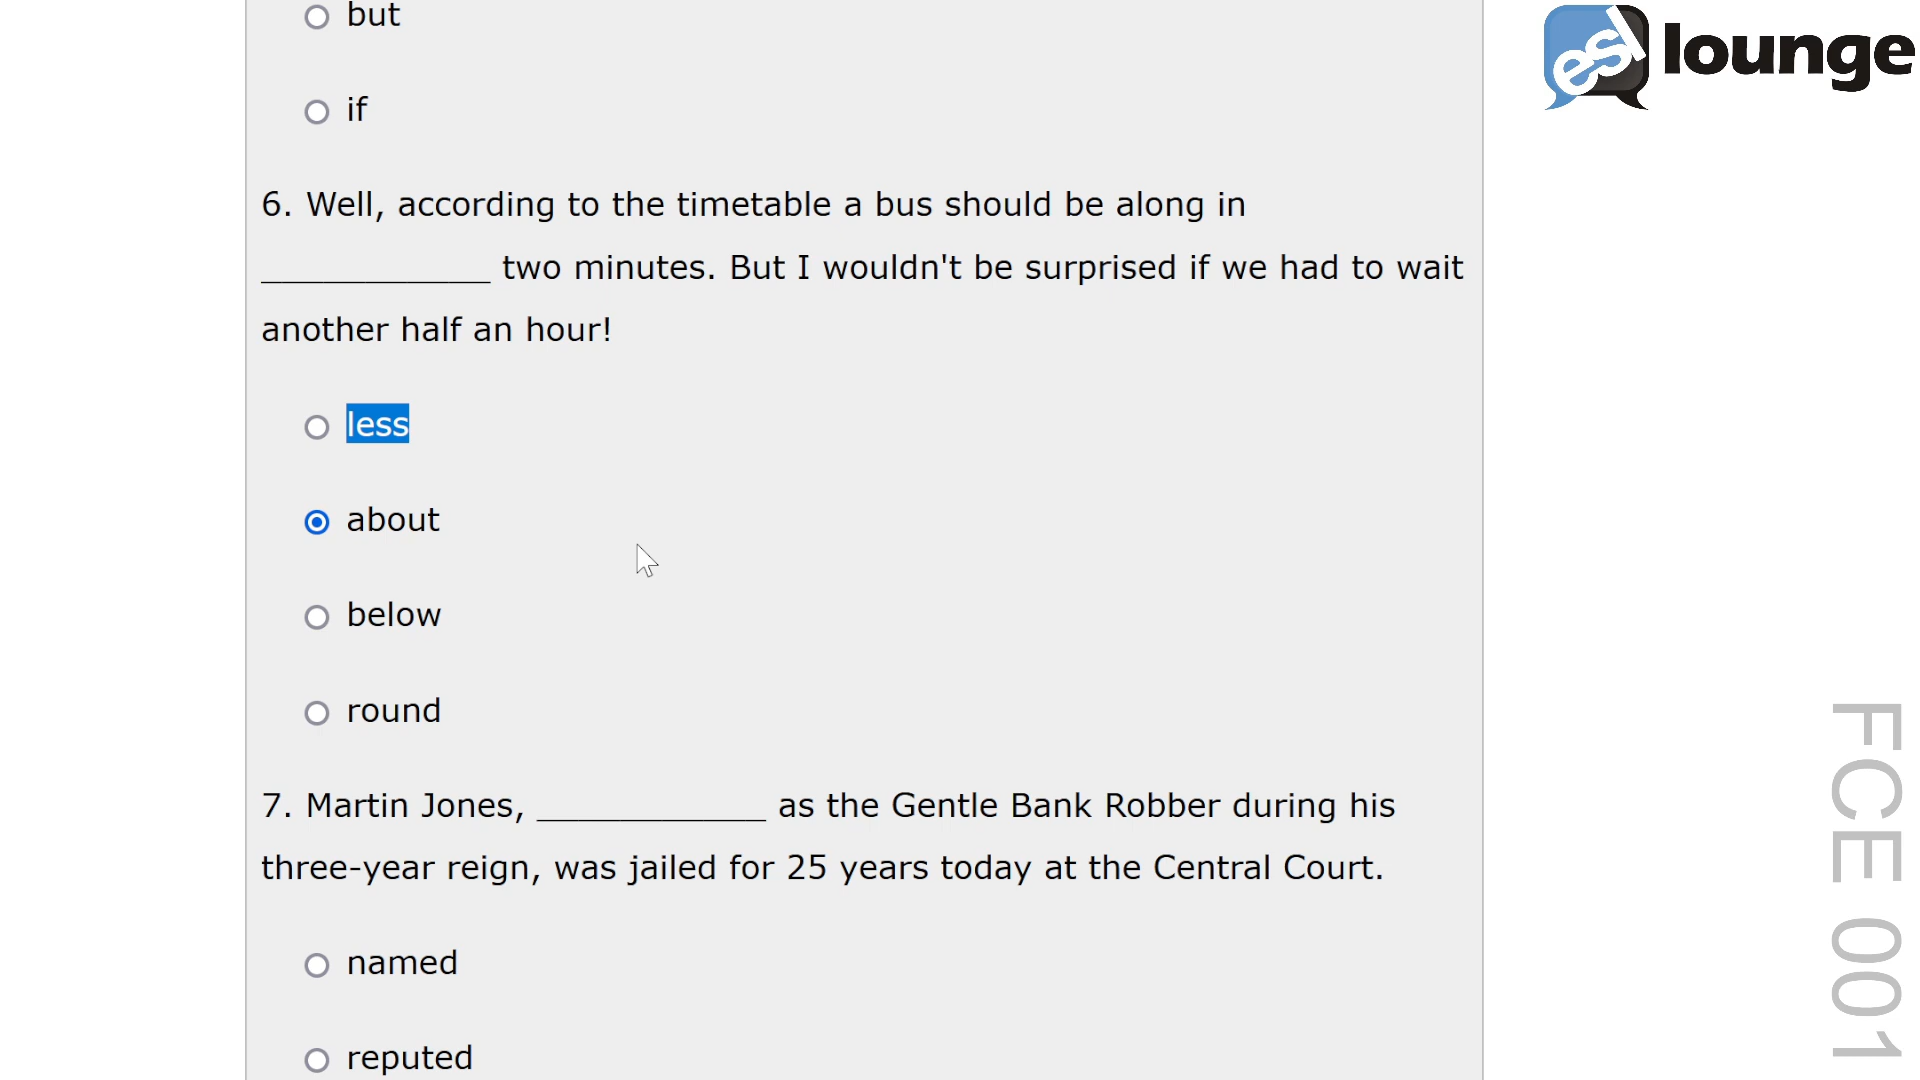 but
esl lounge
if
6. Well, according to the timetable a bus should be along in
___________ two minutes. But I wouldn't be surprised if we had to wait
another half an hour!
less
about
below
round
7. Martin Jones, ___________ as the Gentle Bank Robber during his
three-year reign, was jailed for 25 years today at the Central Court.
named
reputed
FCE 001